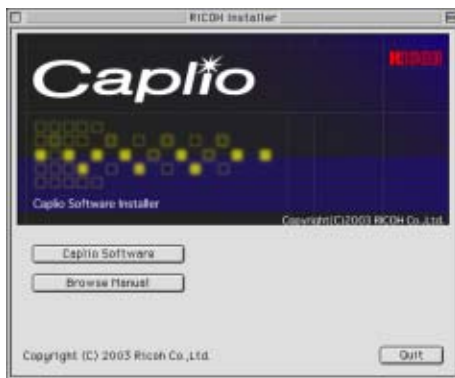 RICOH Installer
Caplio
RICOH
Caplio Software Installer
Copyright(C)2003 RICOH Co.,Ltd.
Caplio Software
Browse Manual
Copyright (C) 2003 Ricoh Co.,Ltd.
Quit